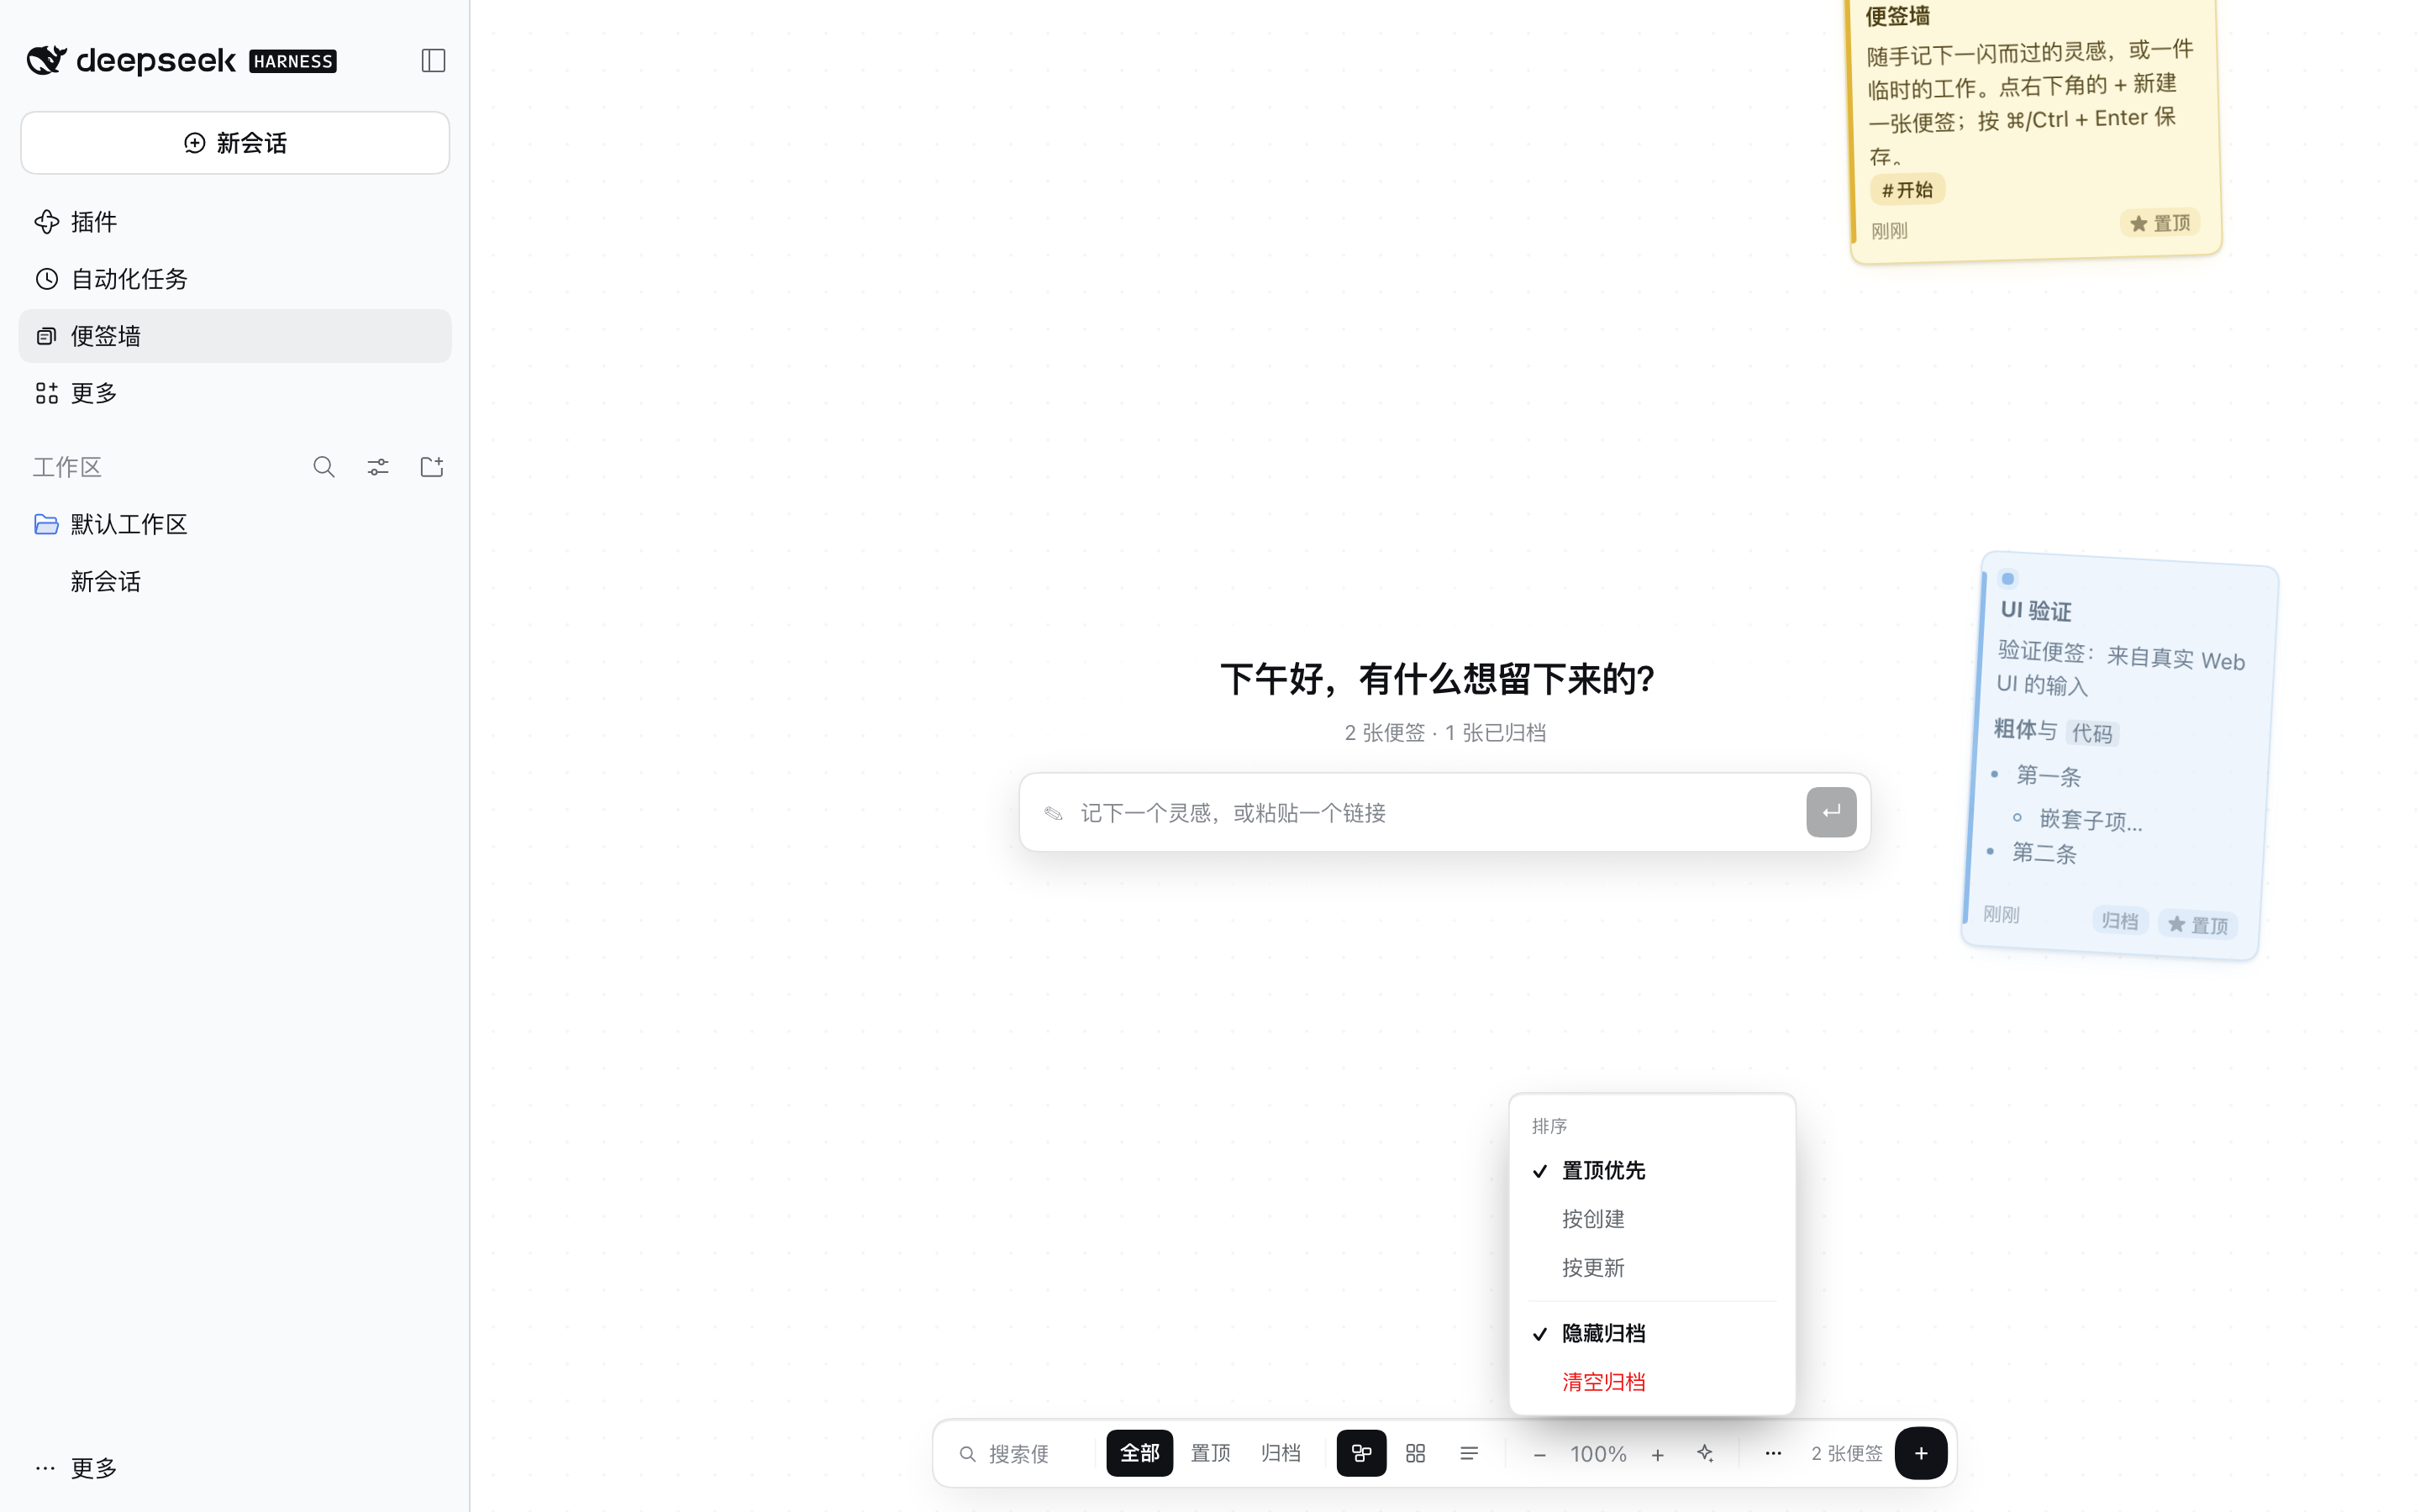 deepseek HARNESS
新会话
插件
自动化任务
便签墙
更多
工作区
默认工作区
新会话
更多
便签墙
随手记下一闪而过的灵感，或一件
临时的工作。点右下角的 + 新建
一张便签；按 ⌘/Ctrl + Enter 保
存。
#开始
刚刚
★ 置顶
下午好，有什么想留下来的?
2 张便签 · 1 张已归档
记下一个灵感，或粘贴一个链接
UI 验证
验证便签：来自真实 Web
UI 的输入
粗体与 代码
• 第一条
◦ 嵌套子项...
• 第二条
刚刚
归档
★ 置顶
排序
✓ 置顶优先
按创建
按更新
✓ 隐藏归档
清空归档
搜索便
全部
置顶
归档
− 100% +
···
2 张便签
+